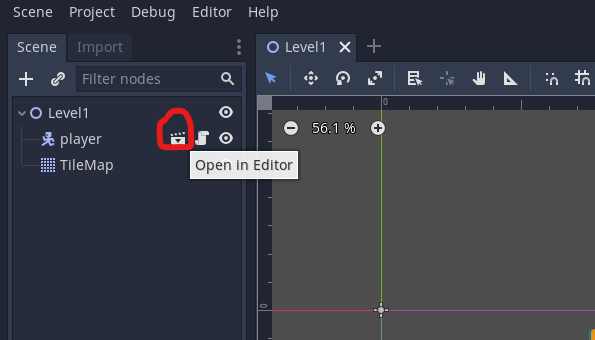 Scene Project Debug Editor Help
Scene Import
Level1
Filter nodes
Level1
player
TileMap
Open in Editor
56.1 %
0
0